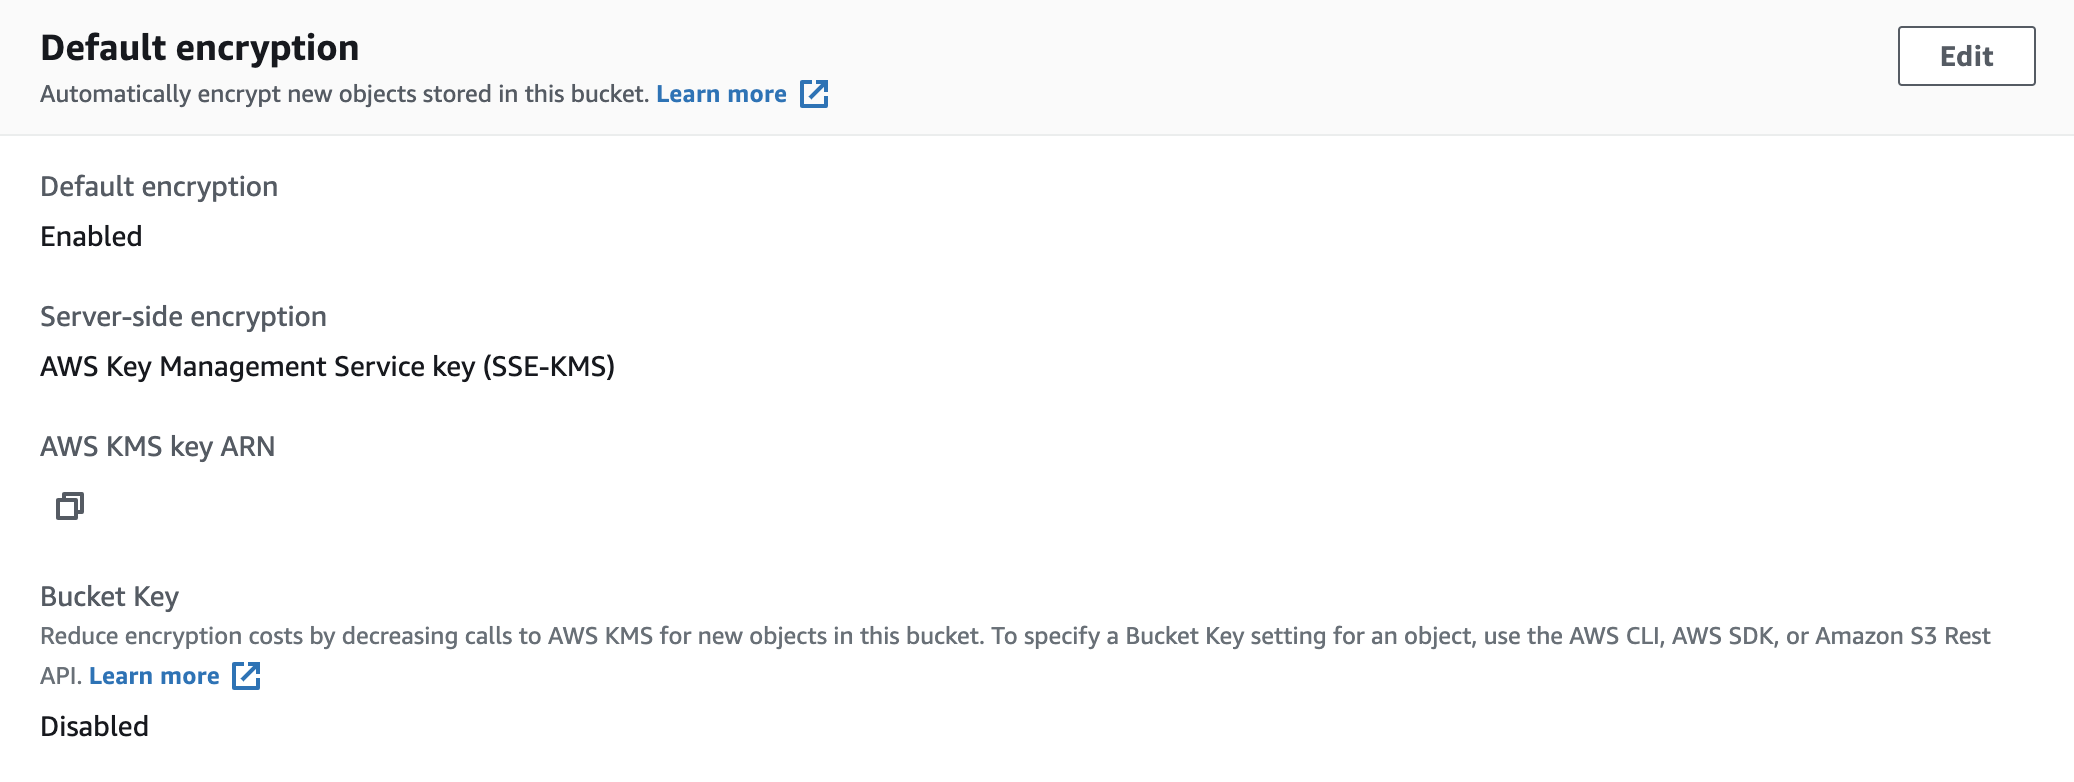 Default encryption
Edit
Automatically encrypt new objects stored in this bucket. Learn more
Default encryption
Enabled
Server-side encryption
AWS Key Management Service key (SSE-KMS)
AWS KMS key ARN
Bucket Key
Reduce encryption costs by decreasing calls to AWS KMS for new objects in this bucket. To specify a Bucket Key setting for an object, use the AWS CLI, AWS SDK, or Amazon S3 Rest
API. Learn more
Disabled